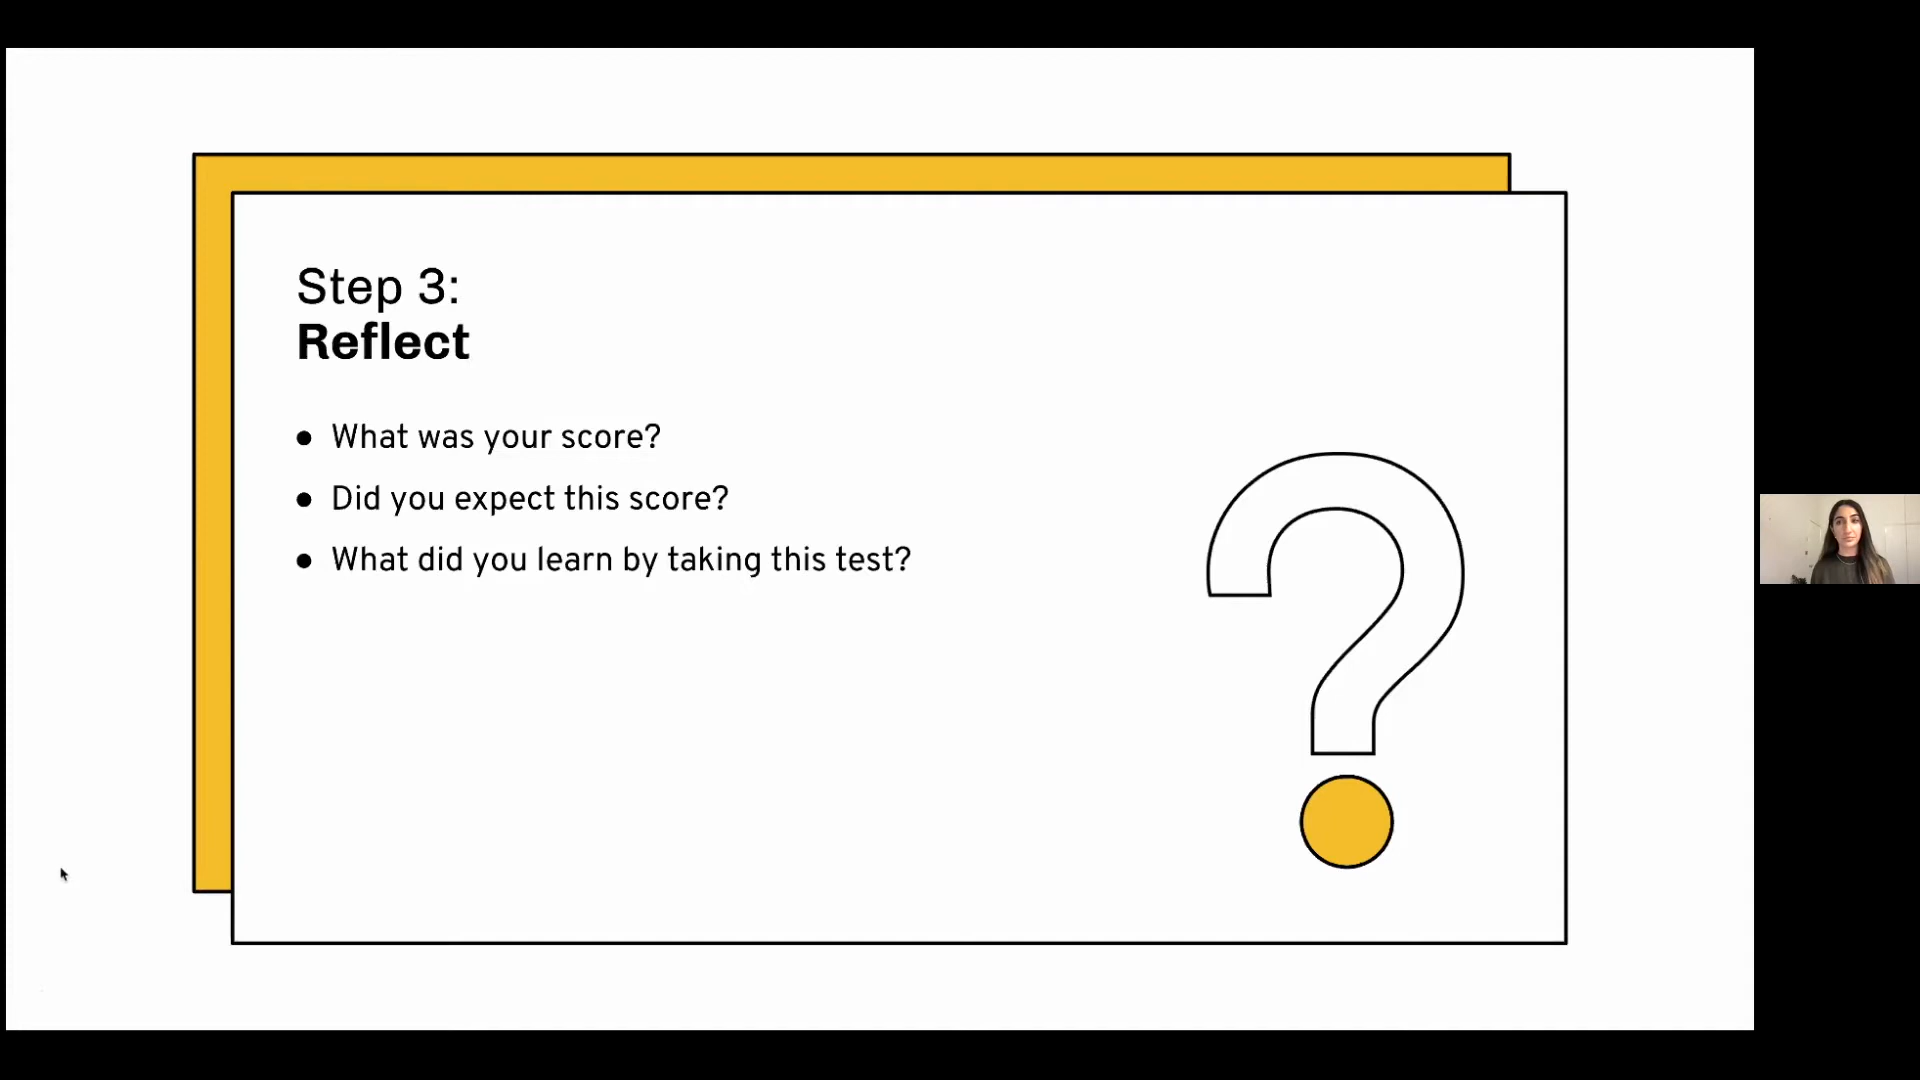 Step 3:
Reflect
● What was your score?
● Did you expect this score?
● What did you learn by taking this test?
?